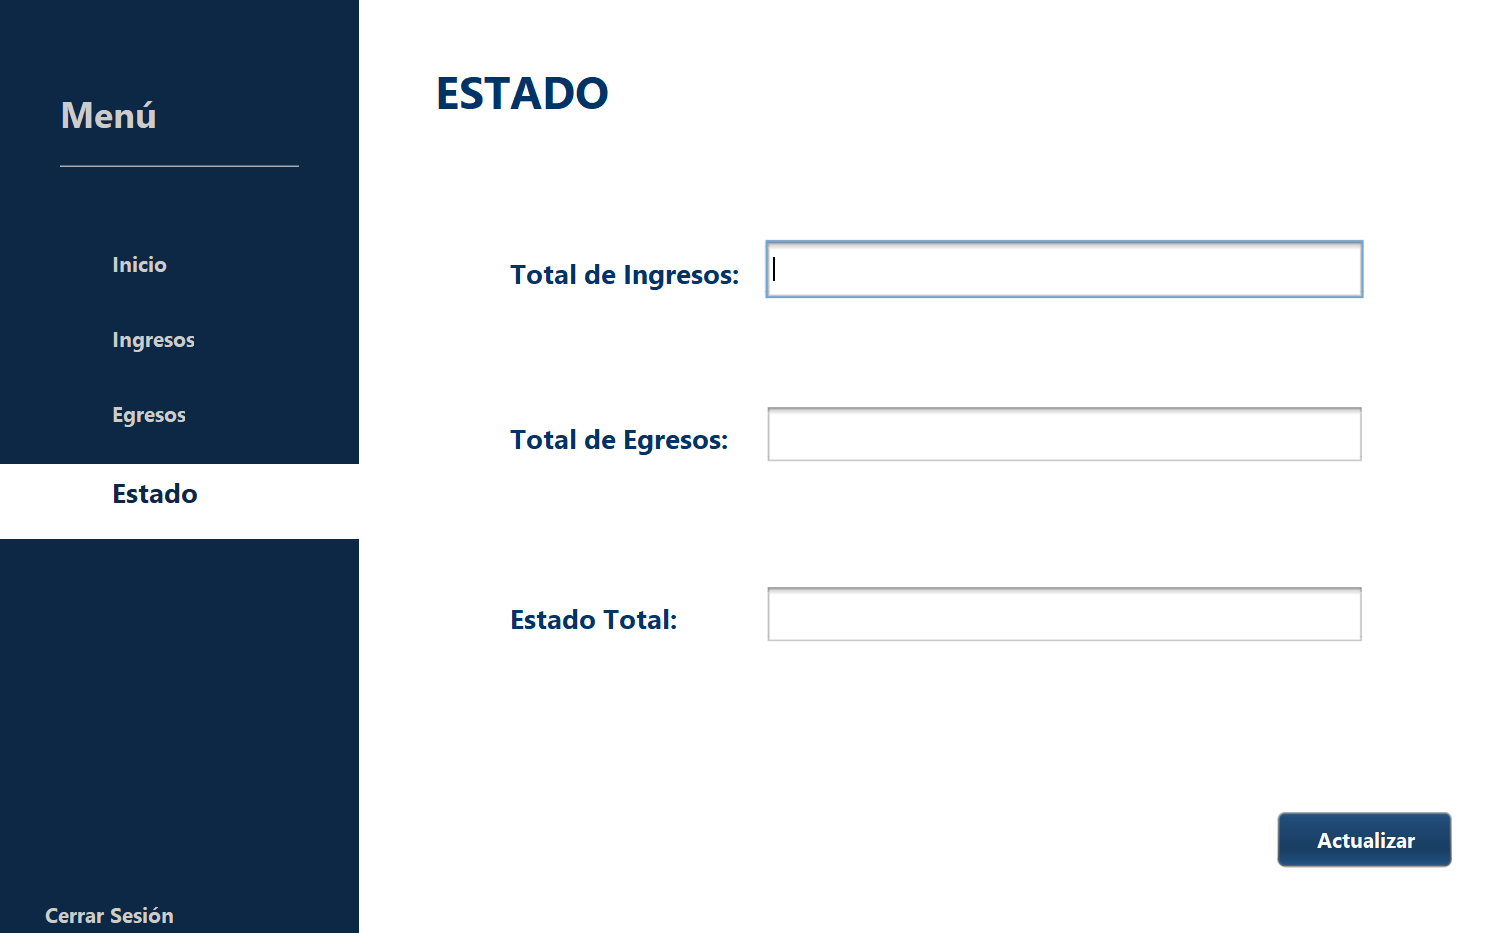 Menú
Inicio
Ingresos
Egresos
Estado
Cerrar Sesión
ESTADO
Total de Ingresos:
Total de Egresos:
Estado Total:
Actualizar